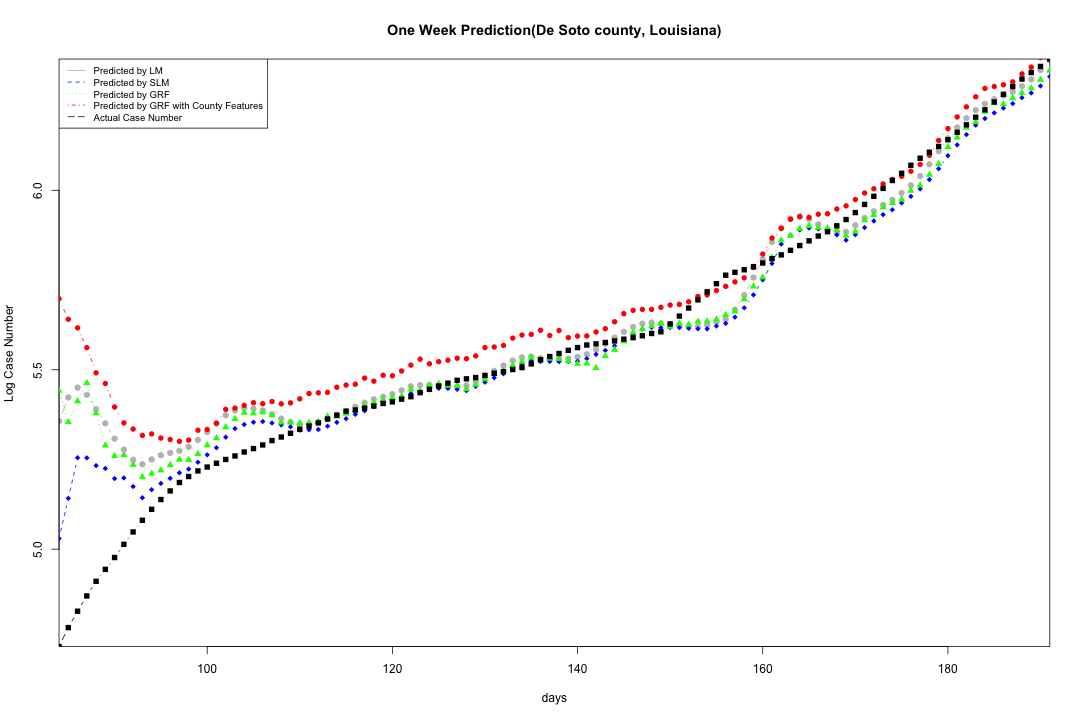 One Week Prediction(De Soto county, Louisiana)
Predicted by LM
Predicted by SLM
Predicted by GRF
Predicted by GRF with County Features
Actual Case Number
Log Case Number
6.0
5.5
5.0
100 120 140 160 180
days